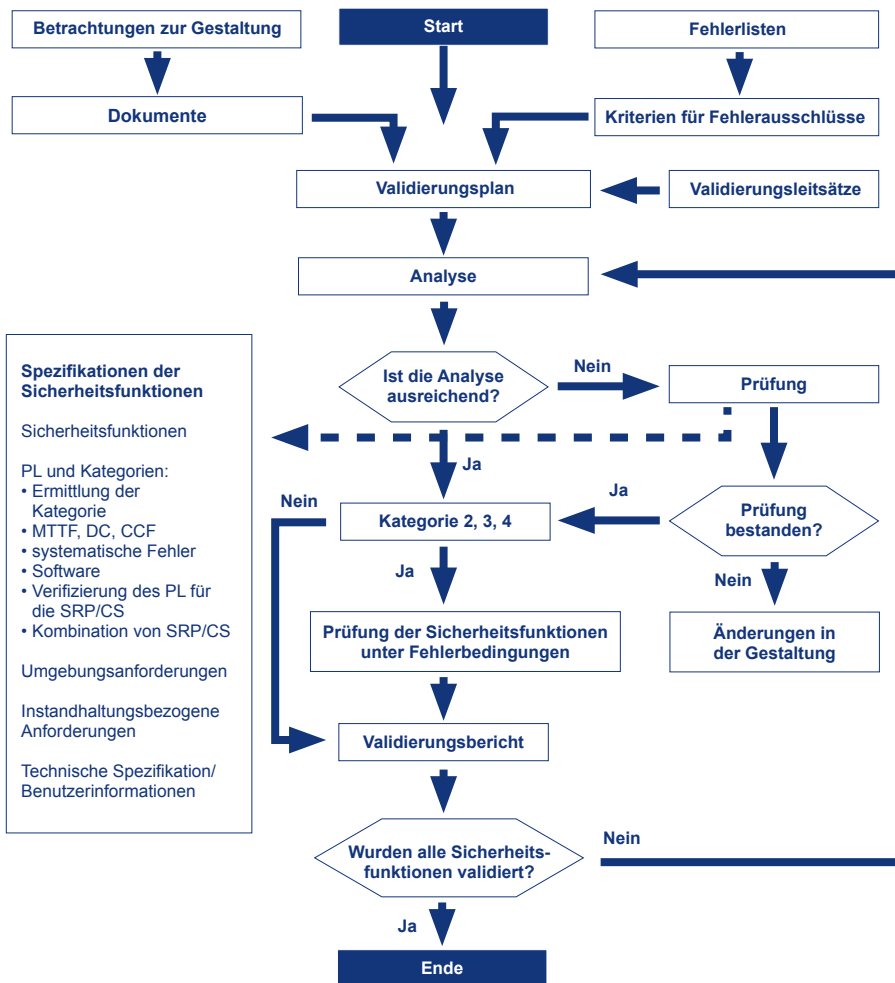 Betrachtungen zur Gestaltung
Start
Fehlerlisten
Dokumente
Kriterien für Fehlerausschlüsse
Validierungsplan
Validierungsleitsätze
Analyse
Spezifikationen der
Sicherheitsfunktionen
Sicherheitsfunktionen
PL und Kategorien:
• Ermittlung der
Kategorie
• MTTF, DC, CCF
• systematische Fehler
• Software
• Verifizierung des PL für
die SRP/CS
• Kombination von SRP/CS
Umgebungsanforderungen
Instandhaltungsbezogene
Anforderungen
Technische Spezifikation/
Benutzerinformationen
Ist die Analyse
ausreichend?
Nein
Prüfung
Ja
Nein
Kategorie 2, 3, 4
Ja
Prüfung
bestanden?
Ja
Nein
Prüfung der Sicherheitsfunktionen
unter Fehlerbedingungen
Änderungen in
der Gestaltung
Validierungsbericht
Wurden alle Sicherheits-
funktionen validiert?
Nein
Ja
Ende